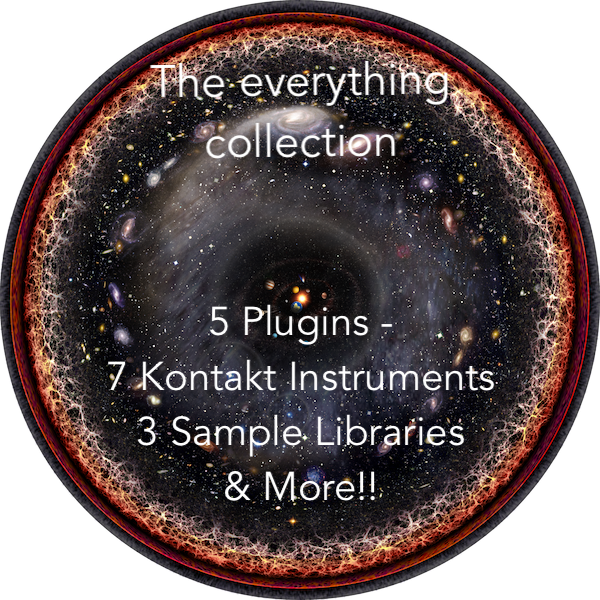 The everything
collection
5 Plugins -
7 Kontakt Instruments
3 Sample Libraries
& More!!